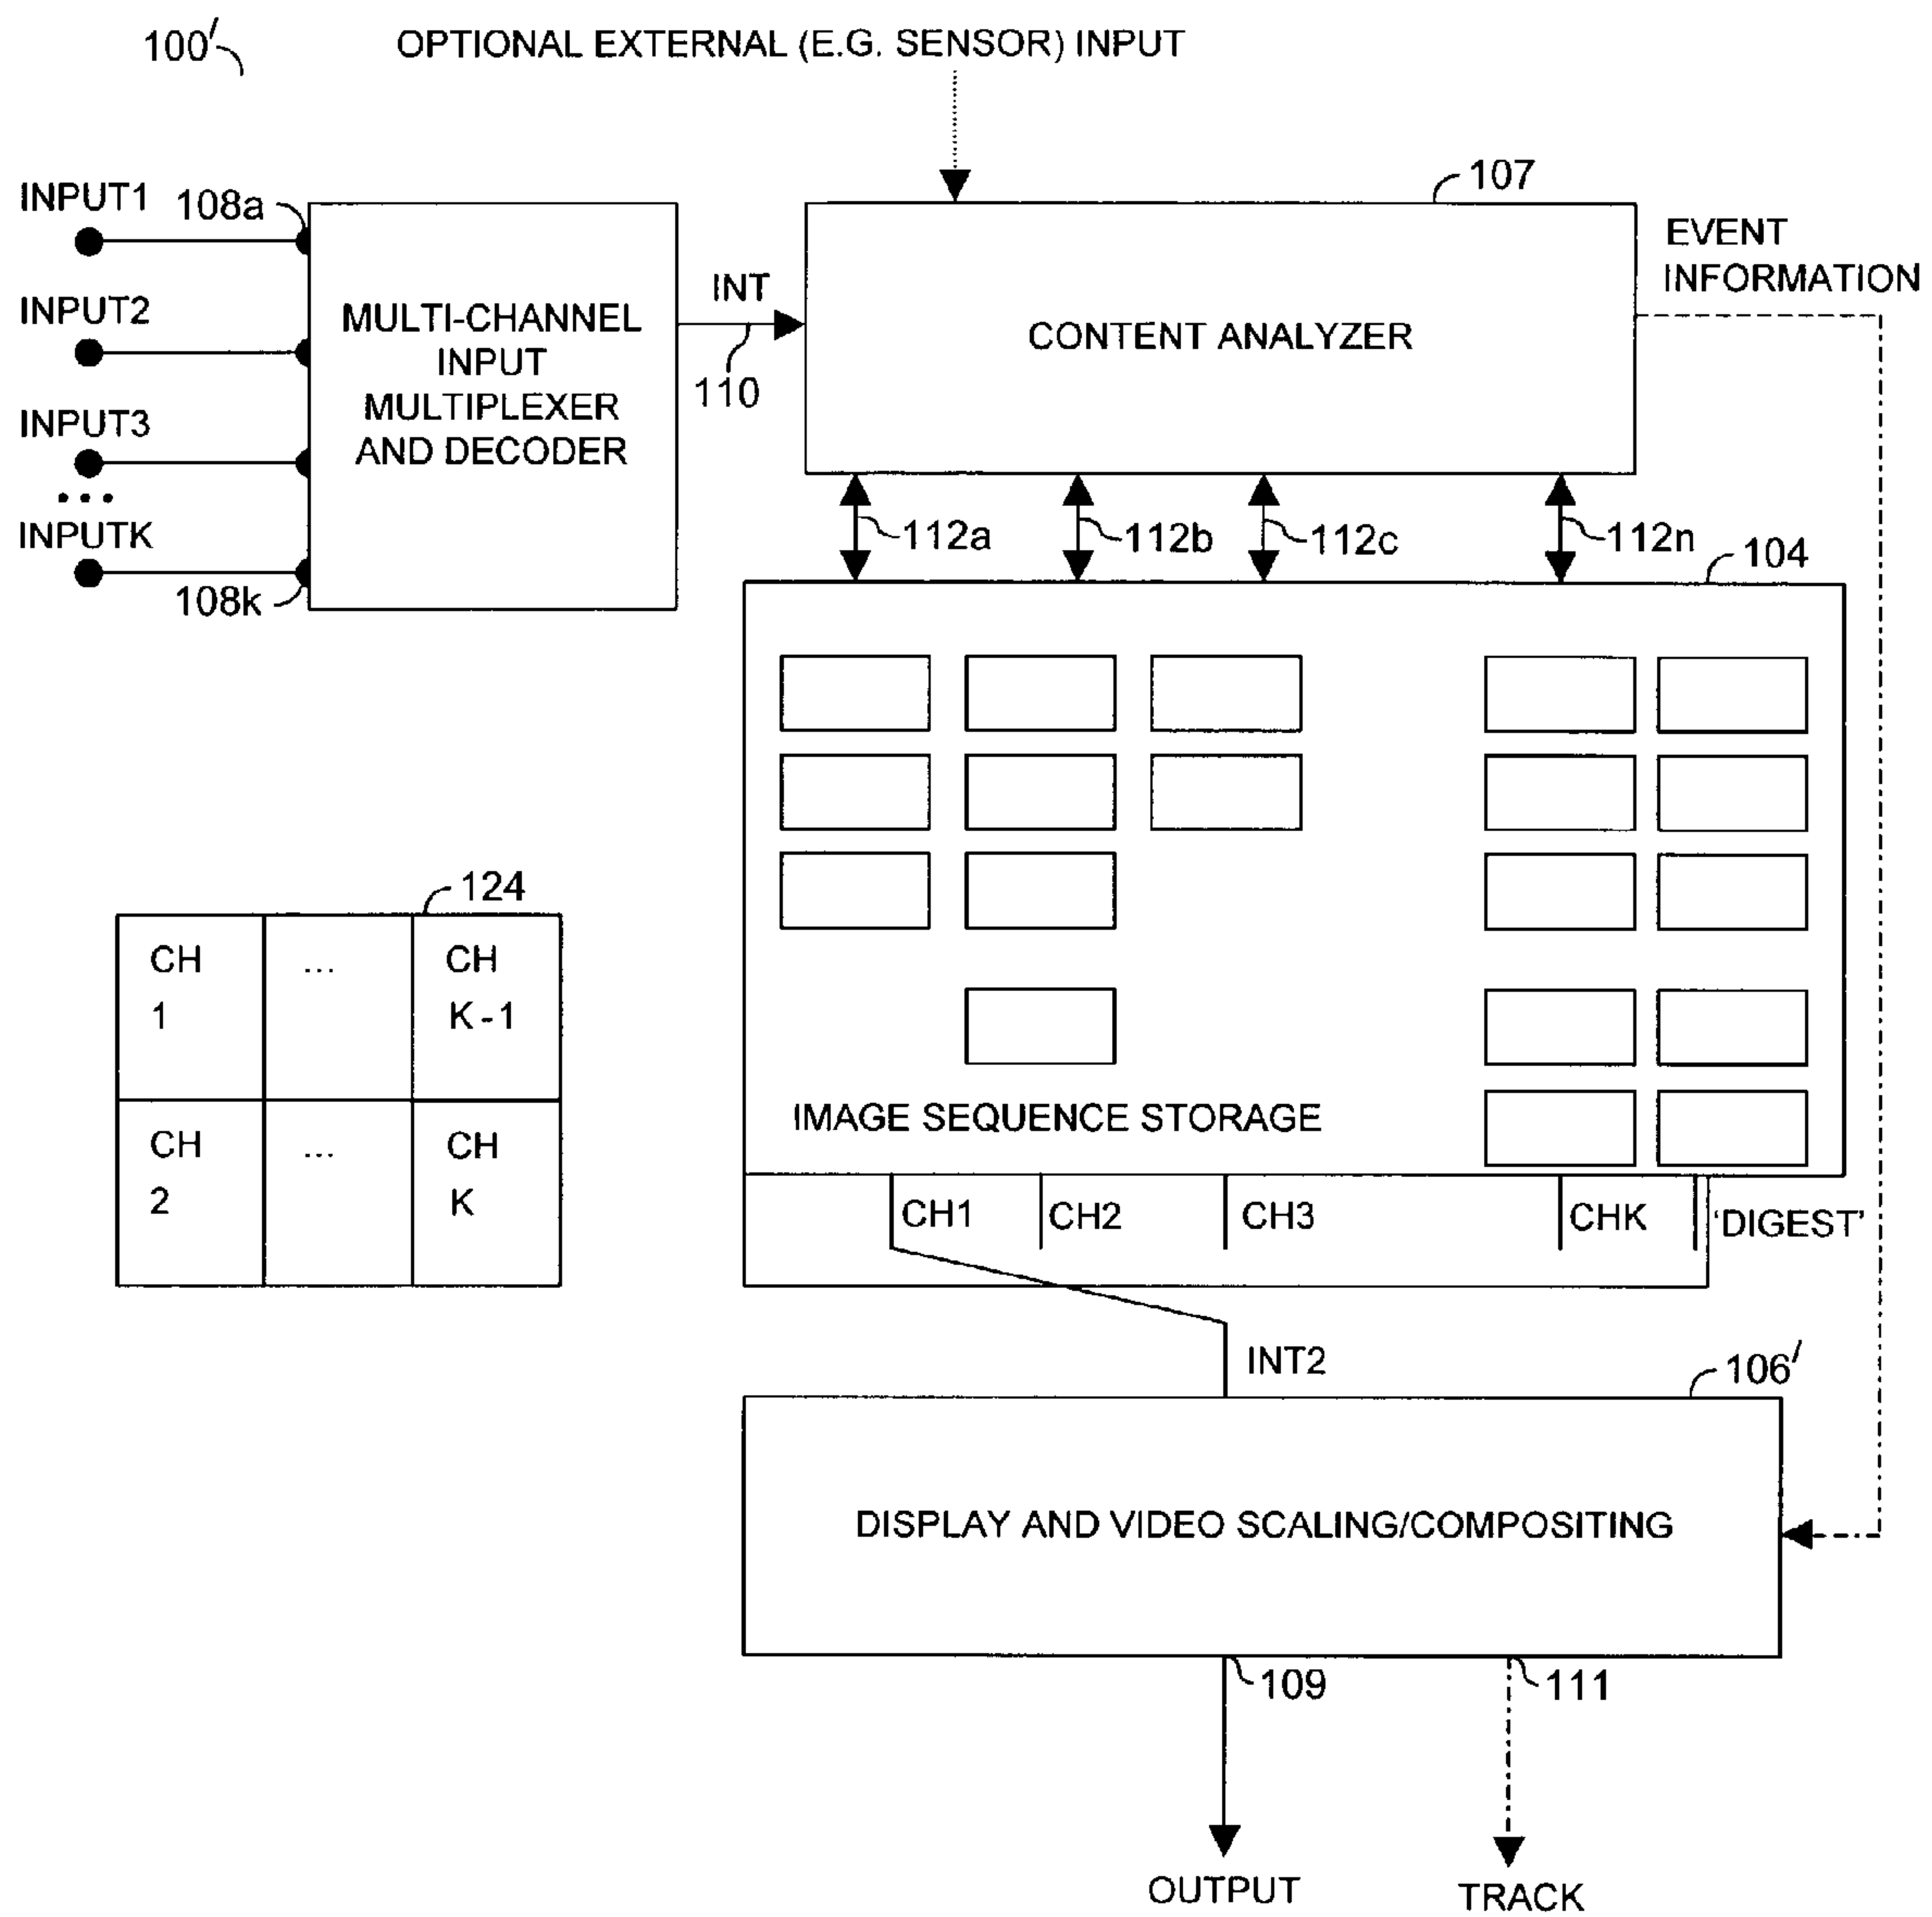 100'
OPTIONAL EXTERNAL (E.G. SENSOR) INPUT
107
INPUT1
108a
EVENT
INFORMATION
INPUT2
MULTI-CHANNEL
INPUT
MULTIPLEXER
AND DECODER
INT
110
CONTENT ANALYZER
INPUT3
...
INPUTK
108k
112a
112b
112c
112n
104
124
CH
1
...
CH
K-1
CH
2
...
CH
K
IMAGE SEQUENCE STORAGE
CH1
CH2
CH3
CHK
'DIGEST'
INT2
106'
DISPLAY AND VIDEO SCALING/COMPOSITING
109
111
OUTPUT
TRACK